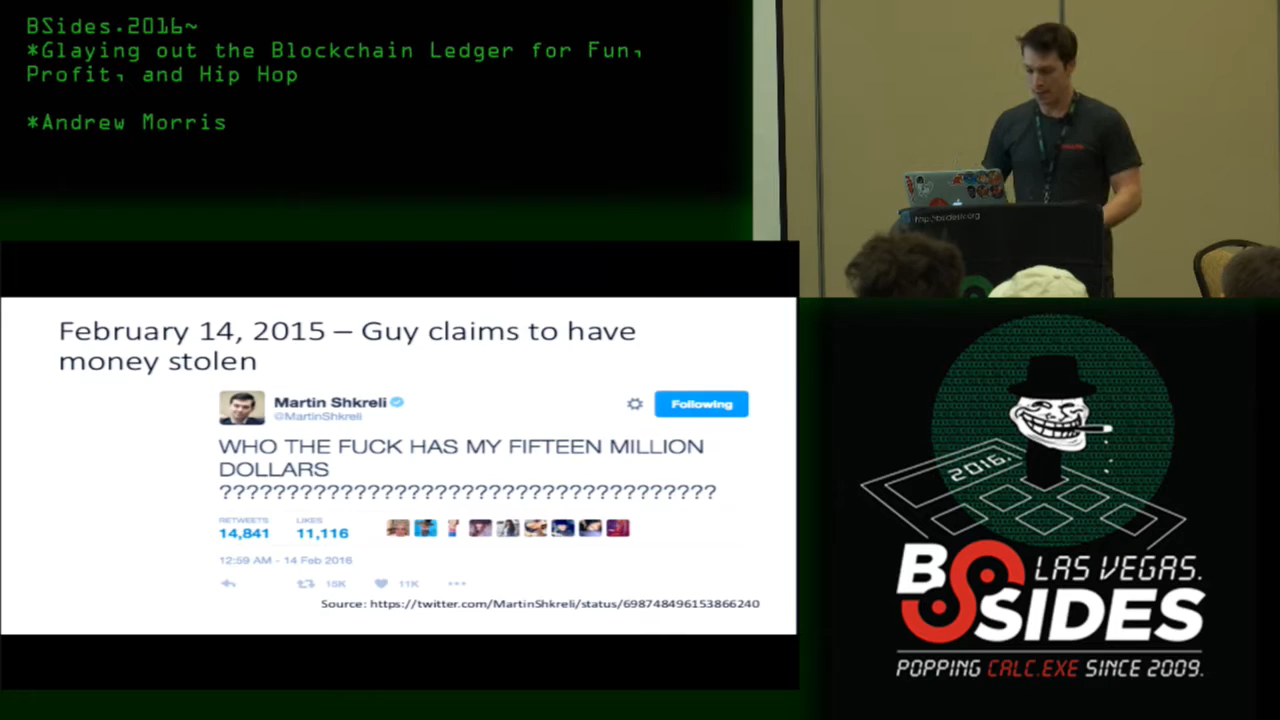 BSides.2016~
*Glaying out the Blockchain Ledger for Fun,
Profit, and Hip Hop
*Andrew Morris
February 14, 2015 – Guy claims to have
money stolen
Martin Shkreli
@MartinShkreli
Following
WHO THE FUCK HAS MY FIFTEEN MILLION
DOLLARS
?????????????????????????????????????
RETWEETS
LIKES
14,841
11,116
12:59 AM - 14 Feb 2016
15K
11K
Source: https://twitter.com/MartinShkreli/status/698748496153866240
2016.
BSIDES
LAS VEGAS.
POPPING CALC.EXE SINCE 2009.